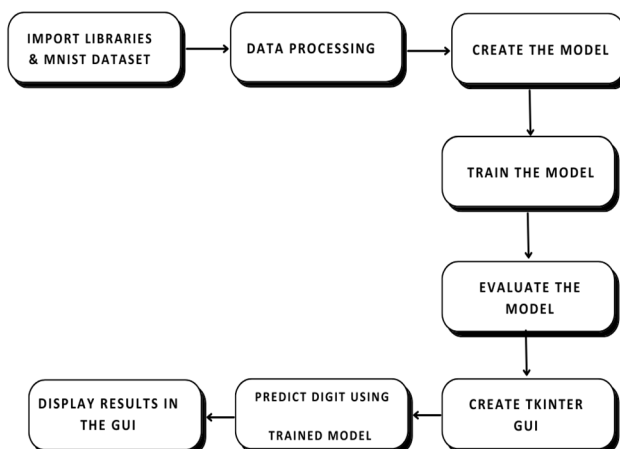 IMPORT LIBRARIES
& MNIST DATASET
DATA PROCESSING
CREATE THE MODEL
TRAIN THE MODEL
EVALUATE THE
MODEL
CREATE TKINTER
GUI
PREDICT DIGIT USING
TRAINED MODEL
DISPLAY RESULTS IN
THE GUI